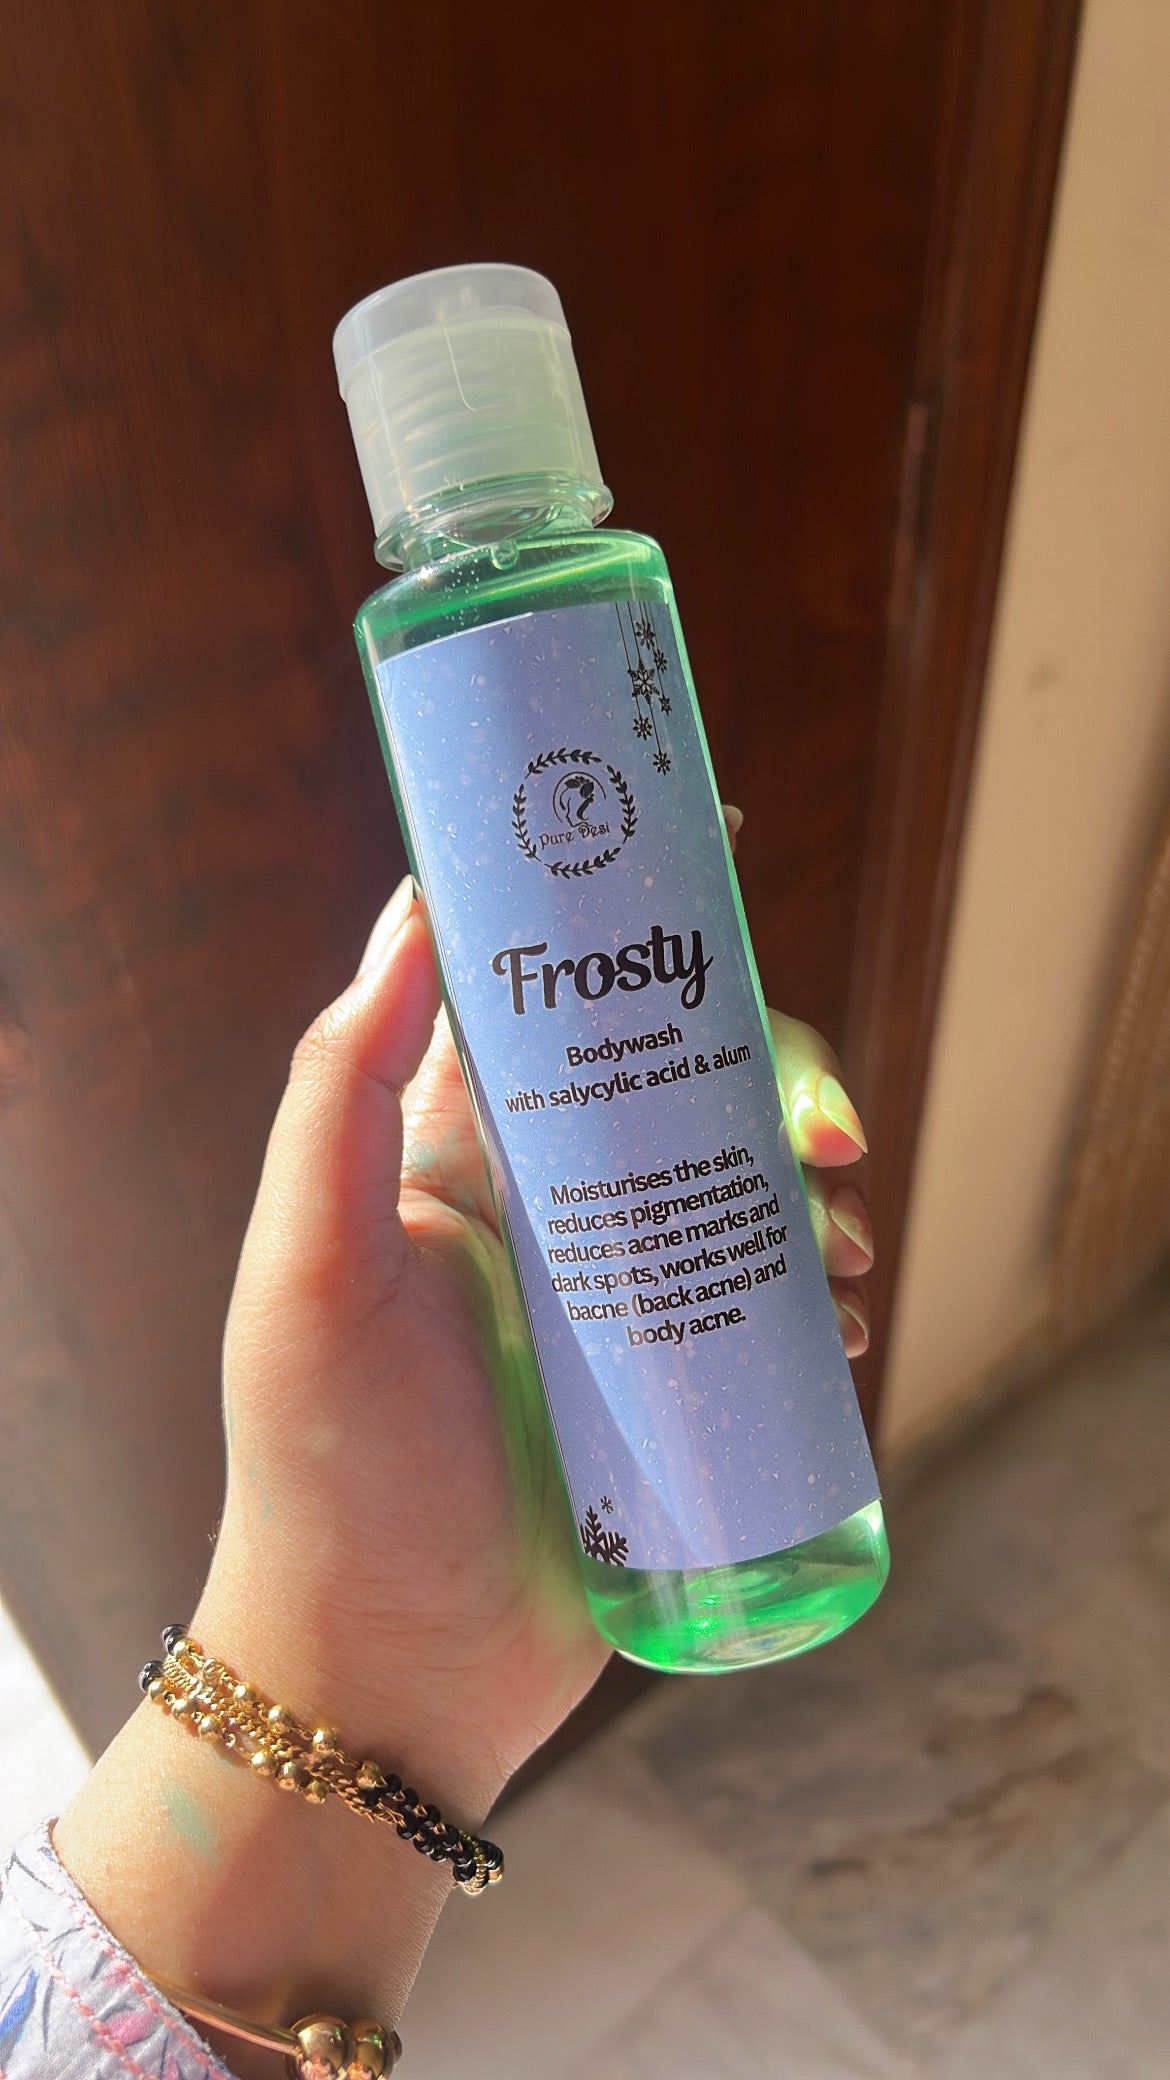 Pure Desi
Frosty
Bodywash
with salycylic acid & alum
Moisturises the skin,
reduces pigmentation,
reduces acne marks and
dark spots, works well for
bacne (back acne) and
body acne.